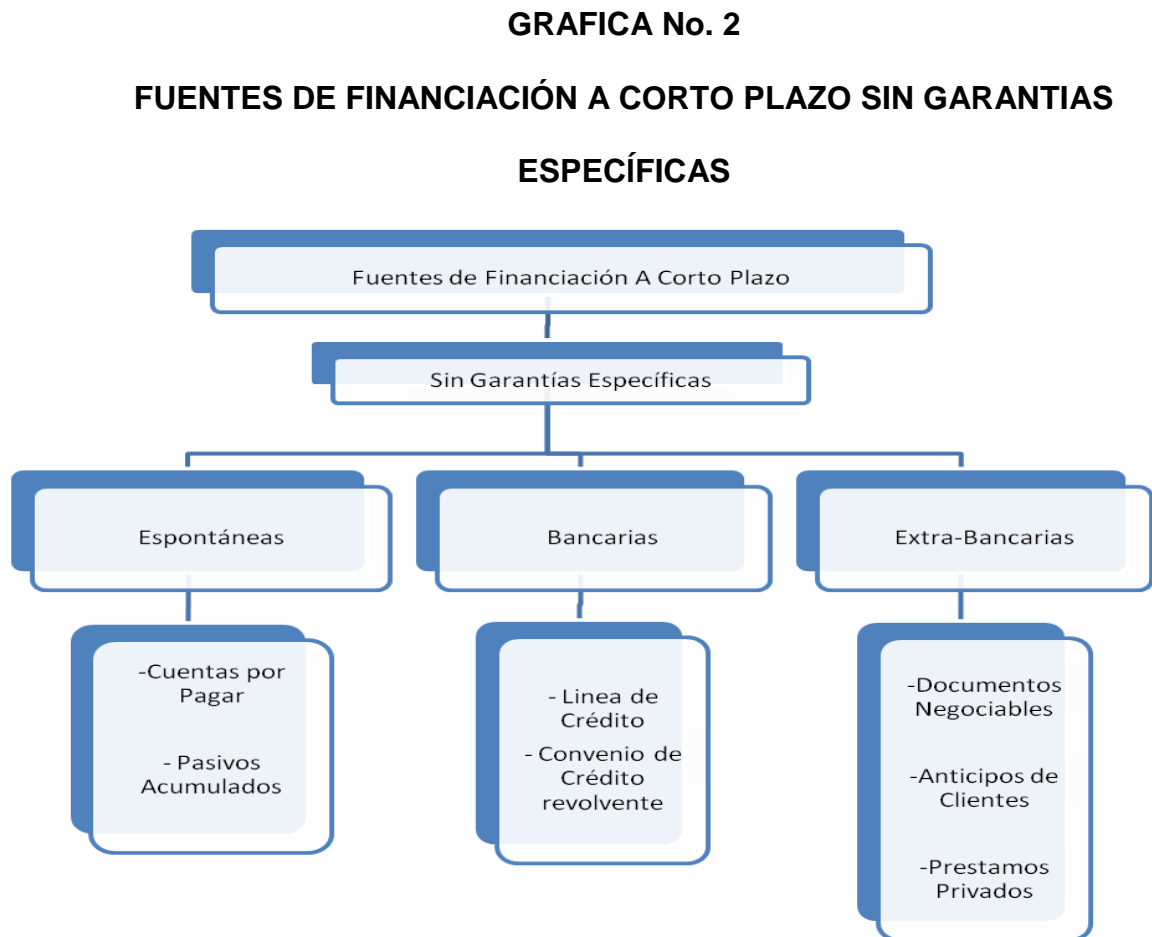 GRAFICA No. 2
FUENTES DE FINANCIACIÓN A CORTO PLAZO SIN GARANTIAS
ESPECÍFICAS
Fuentes de Financiación A Corto Plazo
Sin Garantías Específicas
Espontáneas
Bancarias
Extra-Bancarias
-Cuentas por
Pagar
- Pasivos
Acumulados
- Linea de
Crédito
- Convenio de
Crédito
revolvente
-Documentos
Negociables
-Anticipos de
Clientes
-Prestamos
Privados